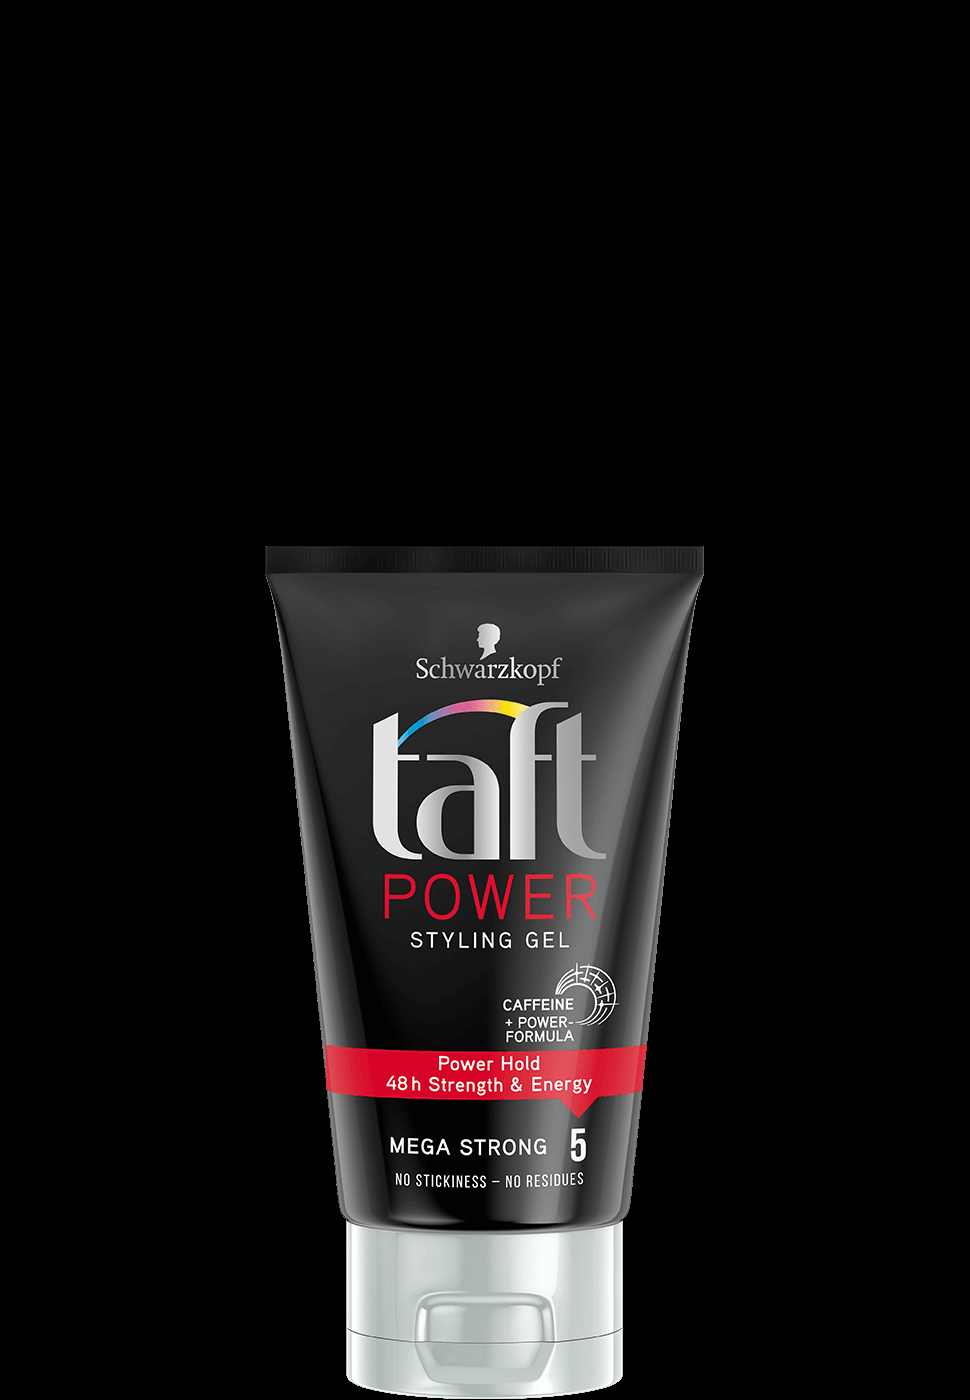 Schwarzkopf
taft
POWER
STYLING GEL
CAFFEINE
+ POWER-
FORMULA
Power Hold
48h Strength & Energy
MEGA STRONG 5
NO STICKINESS – NO RESIDUES